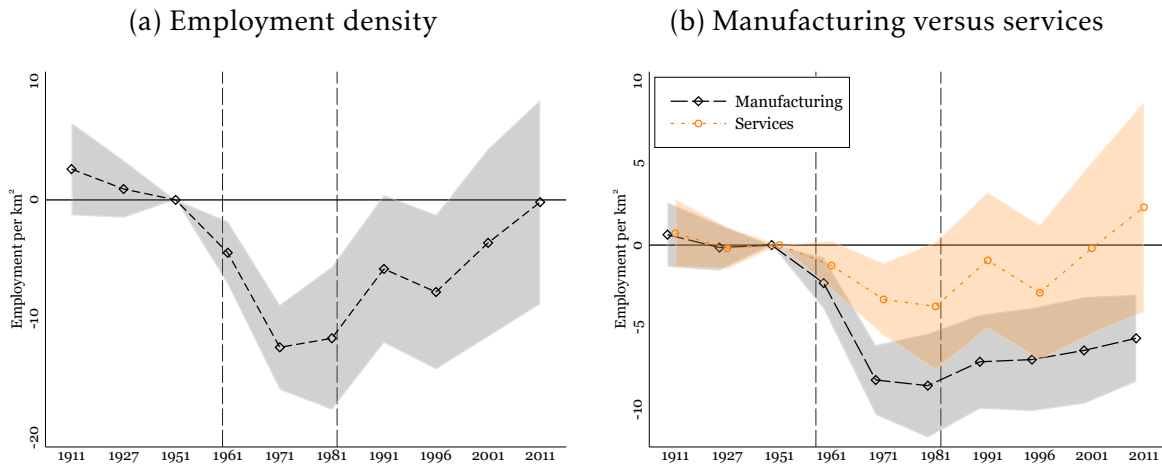 (a) Employment density
Employment per km²
10
0
-10
-20
1911 1927 1951 1961 1971 1981 1991 1996 2001 2011
(b) Manufacturing versus services
Employment per km²
10
5
0
-5
-10
Manufacturing
Services
1911 1927 1951 1961 1971 1981 1991 1996 2001 2011